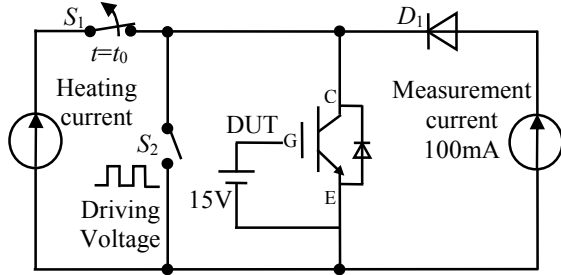 S1
t=t0
Heating
current
S2
Driving
Voltage
DUT
G
C
E
15V
D1
Measurement
current
100mA